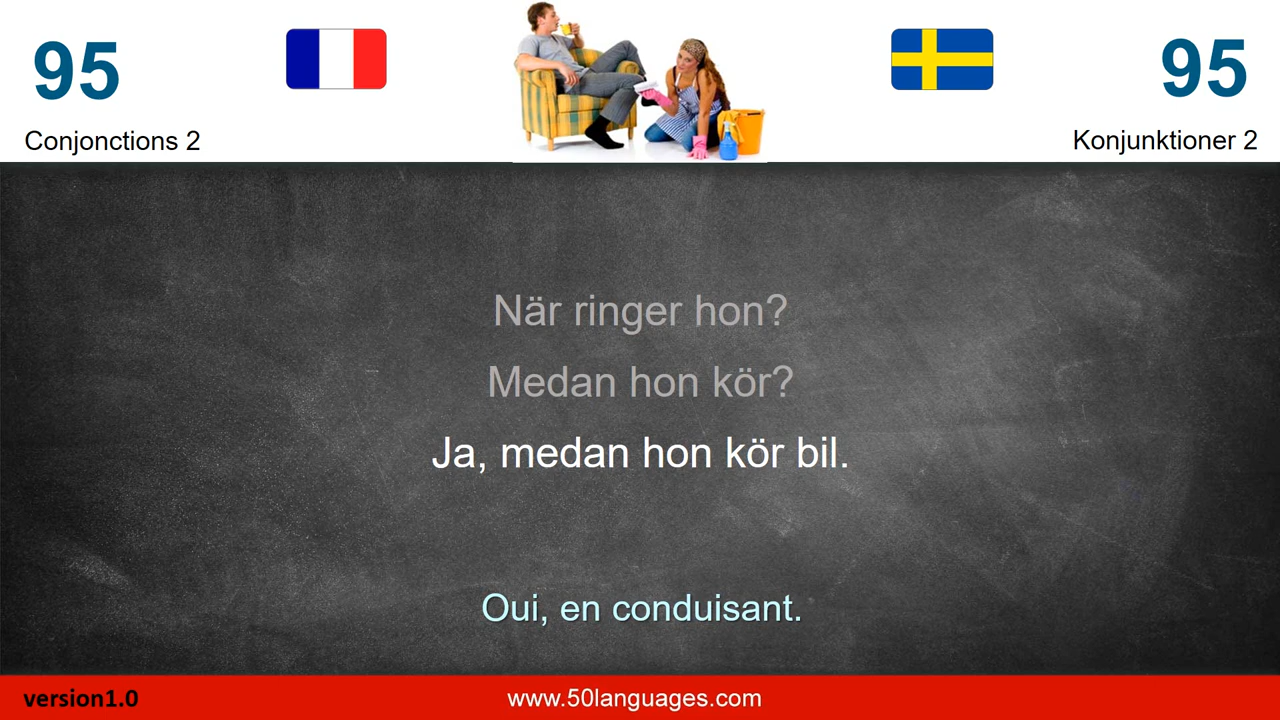 95
95
Conjonctions 2
Konjunktioner 2
När ringer hon?
Medan hon kör?
Ja, medan hon kör bil.
Oui, en conduisant.
version1.0
www.50languages.com